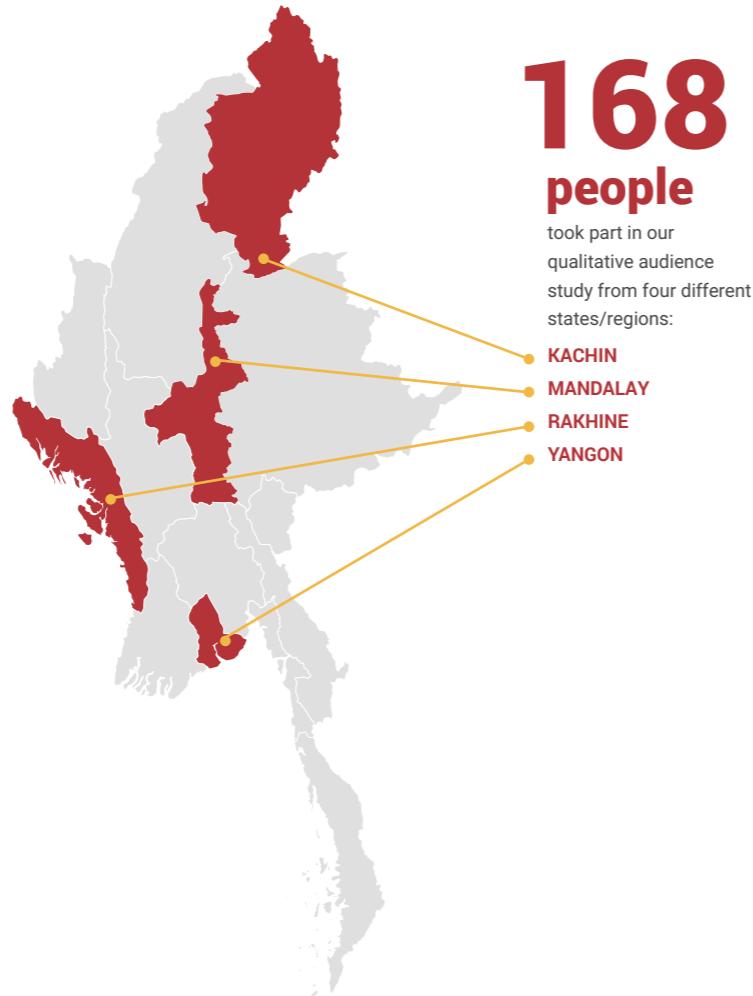 168
people
took part in our
qualitative audience
study from four different
states/regions:
KACHIN
MANDALAY
RAKHINE
YANGON